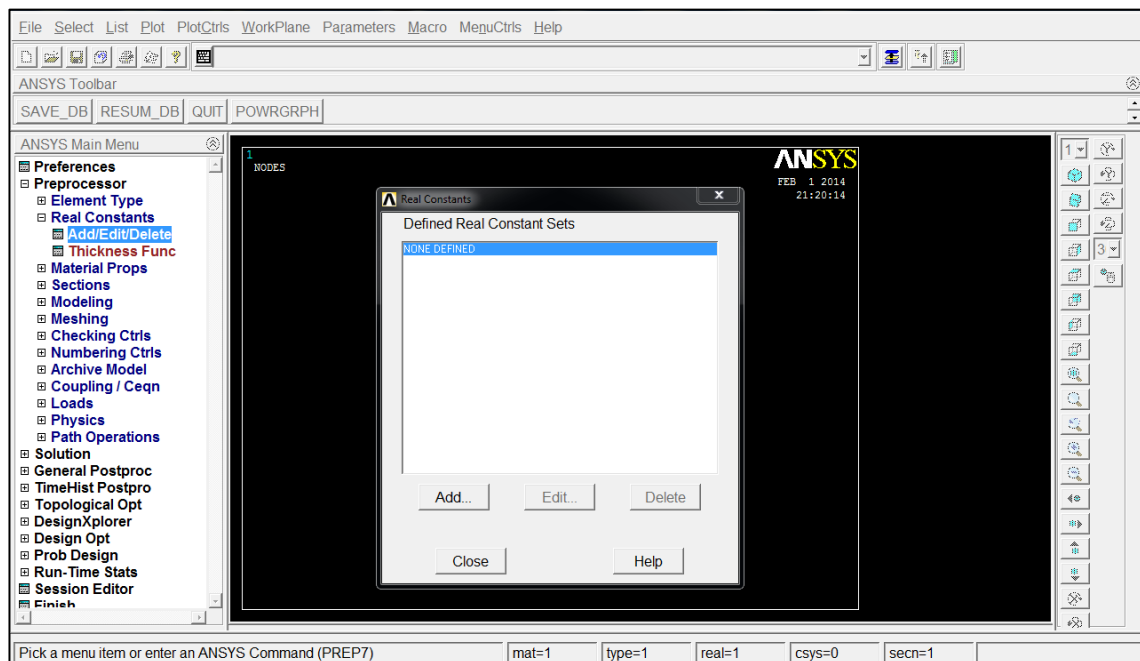 File Select List Plot PlotCtrls WorkPlane Parameters Macro MenuCtrls Help
ANSYS Toolbar
SAVE_DB RESUM_DB QUIT POWRGRPH
ANSYS Main Menu
Preferences
Preprocessor
Element Type
Real Constants
Add/Edit/Delete
Thickness Func
Material Props
Sections
Modeling
Meshing
Checking Ctrls
Numbering Ctrls
Archive Model
Coupling / Ceqn
Loads
Physics
Path Operations
Solution
General Postproc
TimeHist Postpro
Topological Opt
DesignXplorer
Design Opt
Prob Design
Run-Time Stats
Session Editor
Finish
1
NODES
ANSYS
FEB 1 2014
21:20:14
Real Constants
Defined Real Constant Sets
NONE DEFINED
Add... Edit... Delete
Close Help
1
3
Pick a menu item or enter an ANSYS Command (PREP7) mat=1 type=1 real=1 csys=0 secn=1